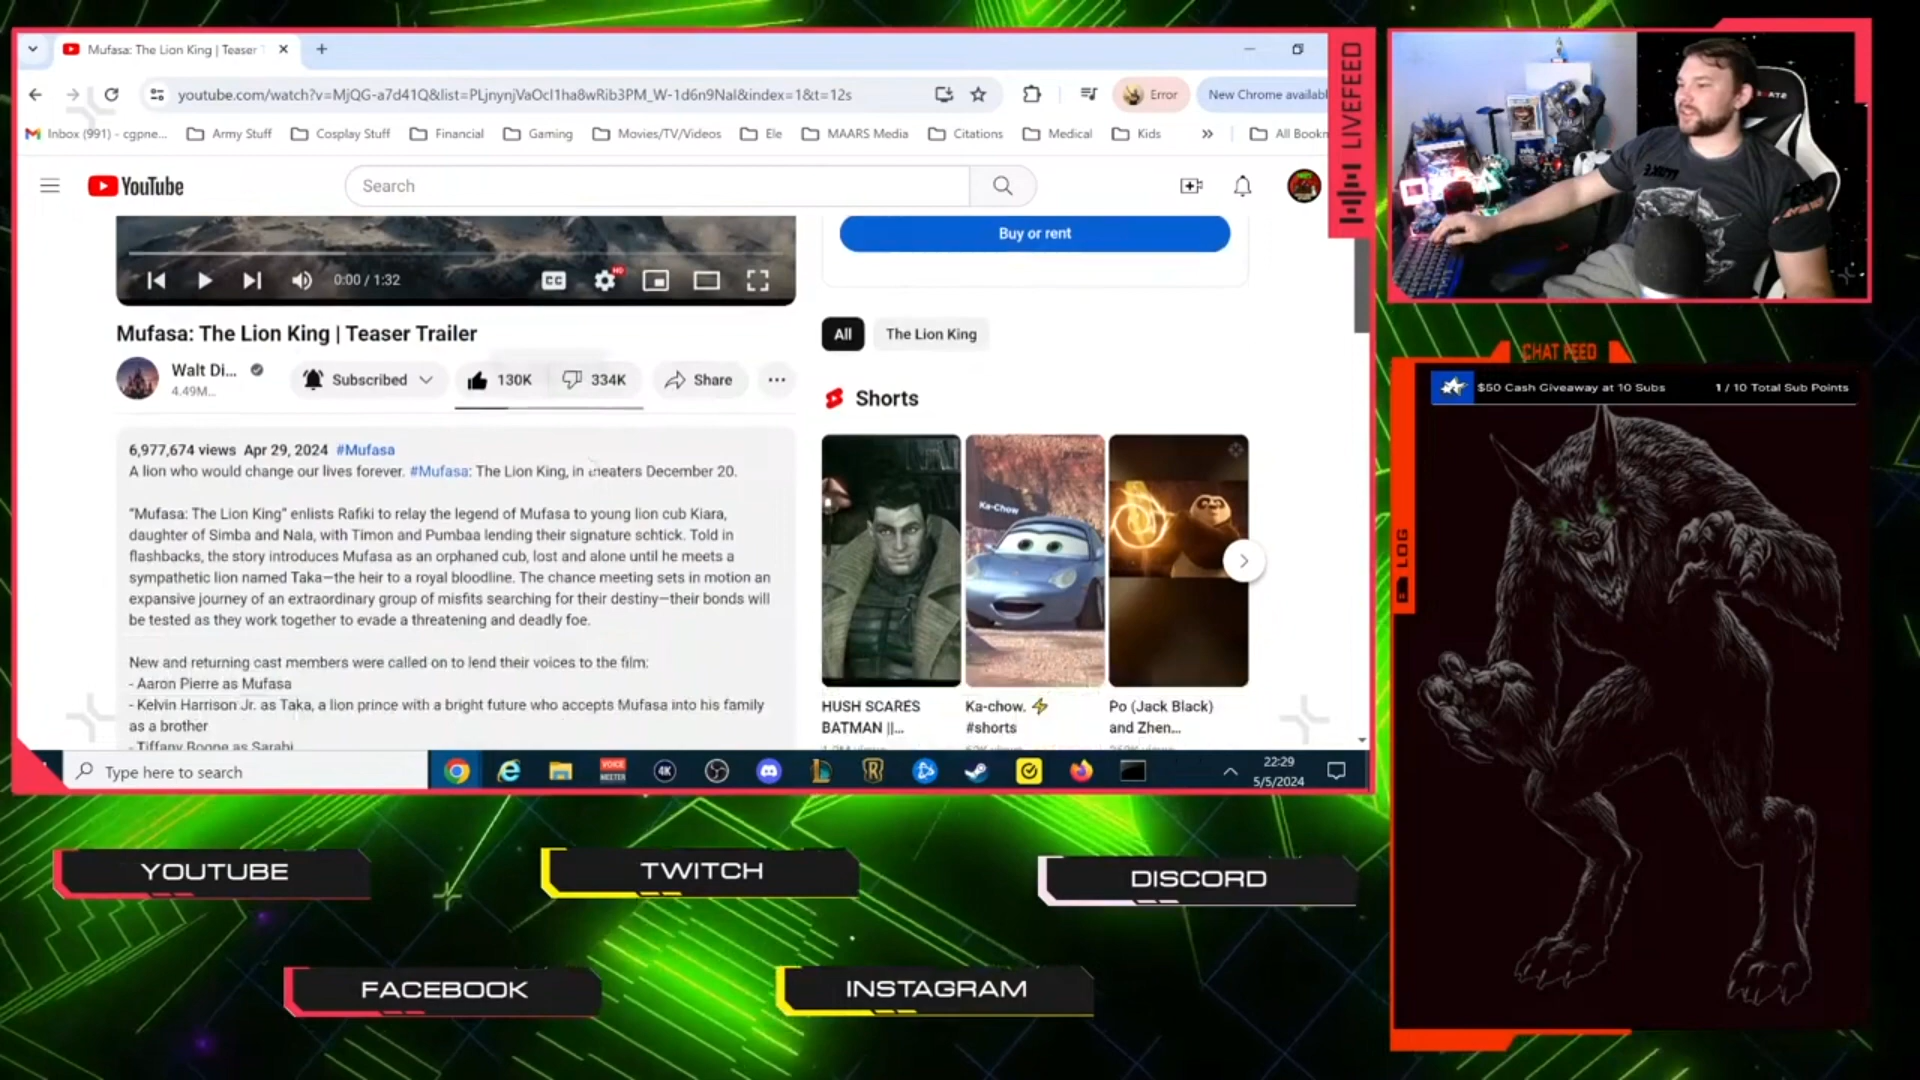 Mufasa: The Lion King | Teaser T
youtube.com/watch?v=MjQG-a7d41Q&list=PLjnynjVaOcl1ha8wRib3PM_W-1d6n9NaI&index=1&t=12s
Error
New Chrome availabl
Inbox (991) - cgpne...
Army Stuff
Cosplay Stuff
Financial
Gaming
Movies/TV/Videos
Ele
MAARS Media
Citations
Medical
Kids
All Bookn
LIVEFEED
YouTube
Search
Buy or rent
0:00 / 1:32
CC
HD
Mufasa: The Lion King | Teaser Trailer
All
The Lion King
Walt Di...
4.49M...
Subscribed
130K
334K
Share
Shorts
6,977,674 views Apr 29, 2024 #Mufasa
A lion who would change our lives forever. #Mufasa: The Lion King, in theaters December 20.
“Mufasa: The Lion King” enlists Rafiki to relay the legend of Mufasa to young lion cub Kiara,
daughter of Simba and Nala, with Timon and Pumbaa lending their signature schtick. Told in
flashbacks, the story introduces Mufasa as an orphaned cub, lost and alone until he meets a
sympathetic lion named Taka—the heir to a royal bloodline. The chance meeting sets in motion an
expansive journey of an extraordinary group of misfits searching for their destiny—their bonds will
be tested as they work together to evade a threatening and deadly foe.
New and returning cast members were called on to lend their voices to the film:
- Aaron Pierre as Mufasa
- Kelvin Harrison Jr. as Taka, a lion prince with a bright future who accepts Mufasa into his family
as a brother
- Tiffany Boone as Sarabi
Ka-Chow
HUSH SCARES
BATMAN ||...
Ka-chow. ⚡
#shorts
Po (Jack Black)
and Zhen...
Type here to search
VOICE
MEETER
4K
22:29
5/5/2024
CHAT FEED
$50 Cash Giveaway at 10 Subs
1 / 10 Total Sub Points
LOG
YOUTUBE
TWITCH
DISCORD
FACEBOOK
INSTAGRAM